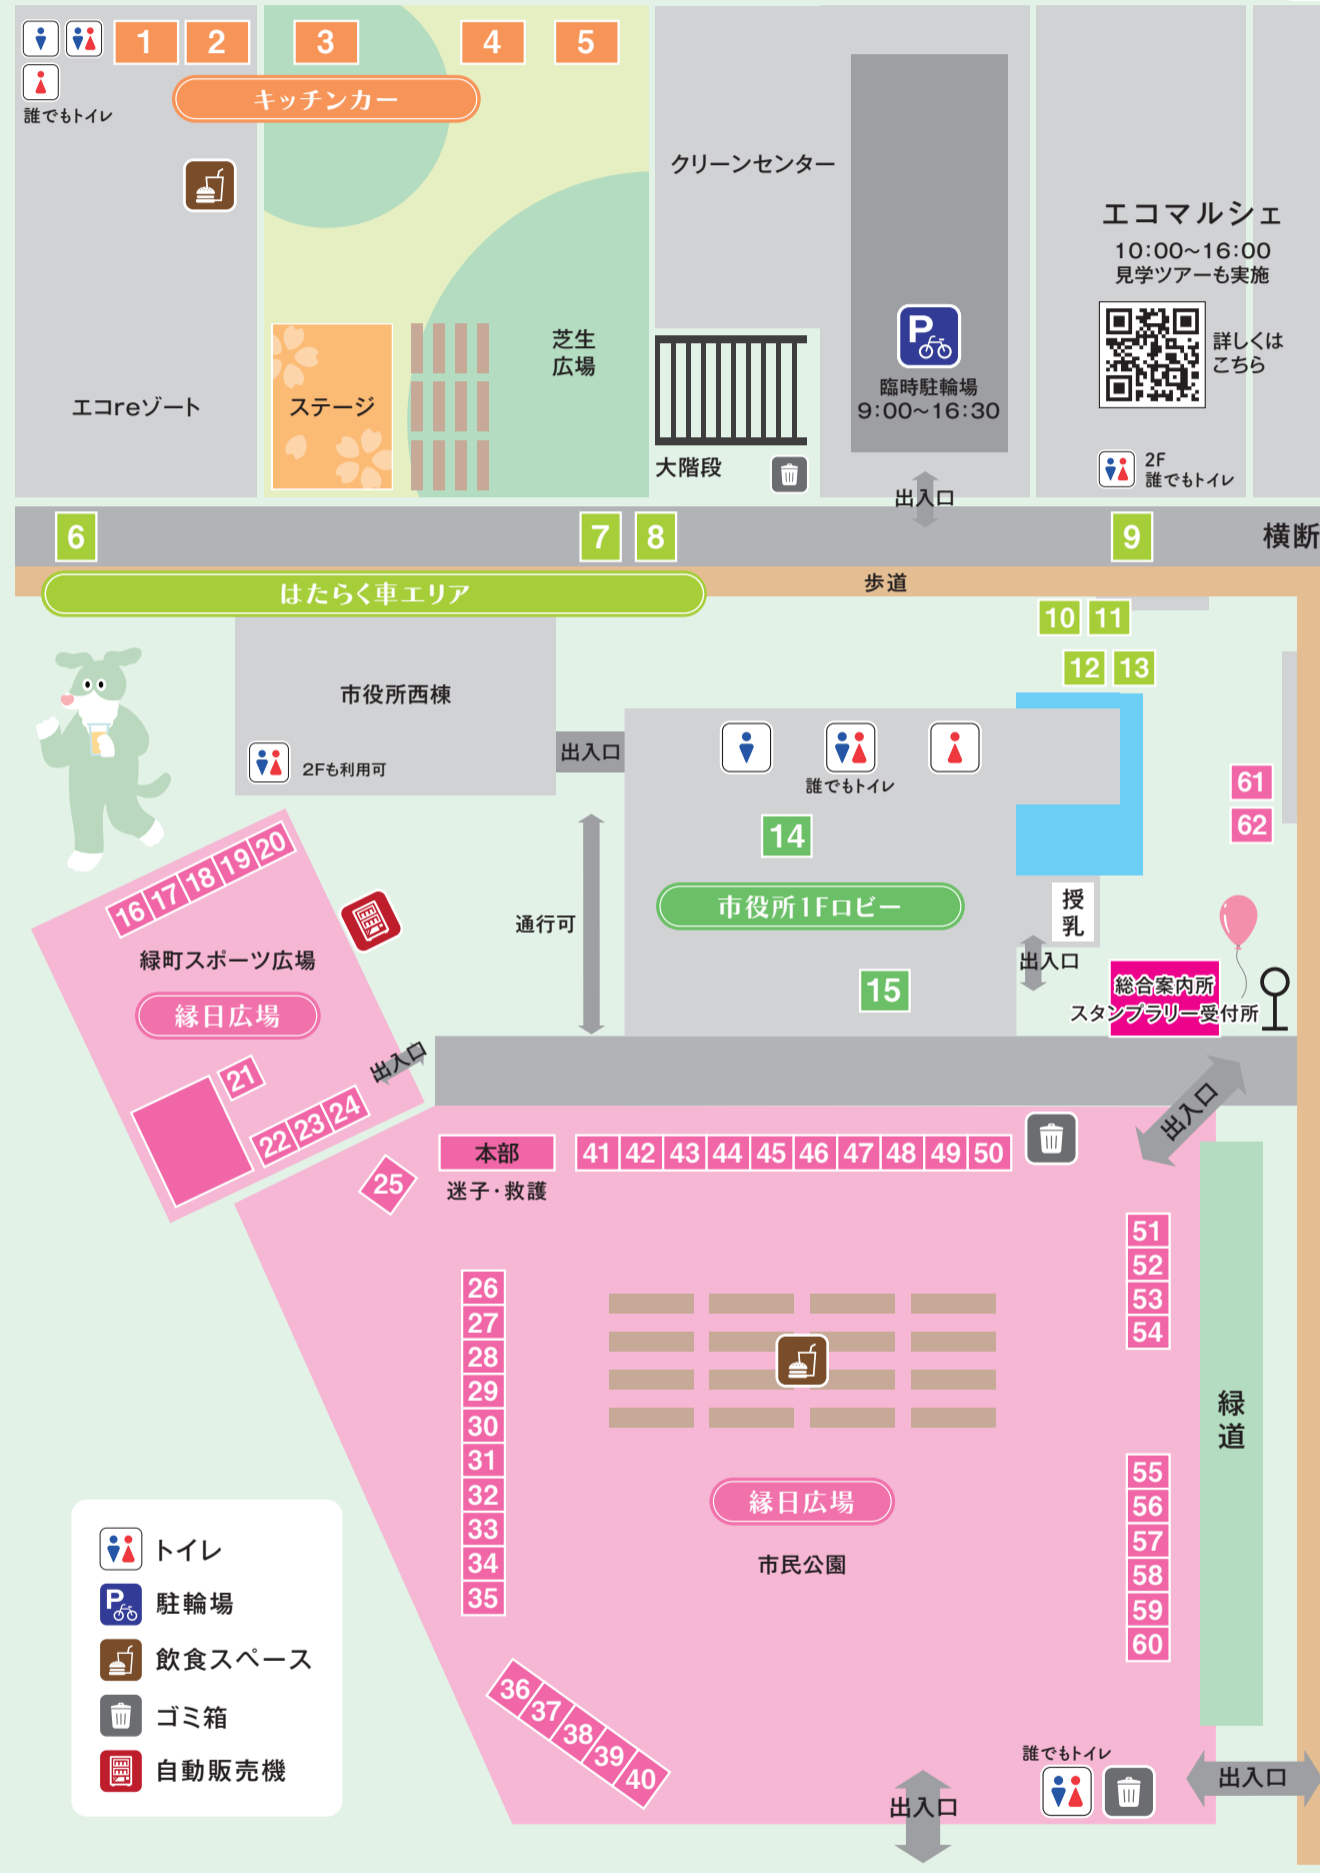 1
2
3
4
5
キッチンカー
誰でもトイレ
クリーンセンター
エコマルシェ
10:00~16:00
見学ツアーも実施
詳しくは
こちら
P
臨時駐輪場
9:00~16:30
芝生
広場
エコreゾート
ステージ
大階段
2F
誰でもトイレ
出入口
6
7
8
9
横断
はたらく車エリア
歩道
10
11
12
13
市役所西棟
2Fも利用可
出入口
誰でもトイレ
14
市役所1Fロビー
15
通行可
授
乳
出入口
61
62
総合案内所
スタンプラリー受付所
16
17
18
19
20
緑町スポーツ広場
縁日広場
21
22
23
24
出入口
出入口
25
本部
迷子・救護
41
42
43
44
45
46
47
48
49
50
51
52
53
54
26
27
28
29
30
31
32
33
34
35
縁日広場
市民公園
緑
道
55
56
57
58
59
60
36
37
38
39
40
誰でもトイレ
出入口
出入口
トイレ
P
駐輪場
飲食スペース
ゴミ箱
自動販売機